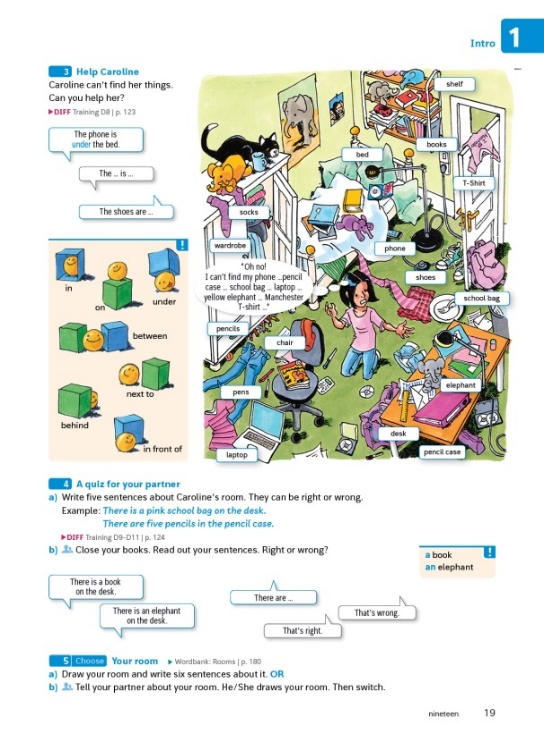 Intro
1
3 Help Caroline
Caroline can't find her things.
Can you help her?
▶DIFF Training D8 | p. 123
The phone is
under the bed.
The ... is ...
The shoes are ...
!
in
on
under
between
next to
behind
in front of
shelf
books
bed
T-Shirt
socks
wardrobe
phone
"Oh no!
I can't find my phone ...pencil
case ... school bag ... laptop ...
yellow elephant ... Manchester
T-shirt ..."
shoes
school bag
pencils
chair
elephant
pens
desk
laptop
pencil case
4 A quiz for your partner
a) Write five sentences about Caroline's room. They can be right or wrong.
Example: There is a pink school bag on the desk.
There are five pencils in the pencil case.
▶DIFF Training D9–D11 | p. 124
b) Close your books. Read out your sentences. Right or wrong?
a book
an elephant
!
There is a book
on the desk.
There is an elephant
on the desk.
There are ...
That's wrong.
That's right.
5 Choose Your room ▶ Wordbank: Rooms | p. 180
a) Draw your room and write six sentences about it. OR
b) Tell your partner about your room. He/She draws your room. Then switch.
nineteen 19